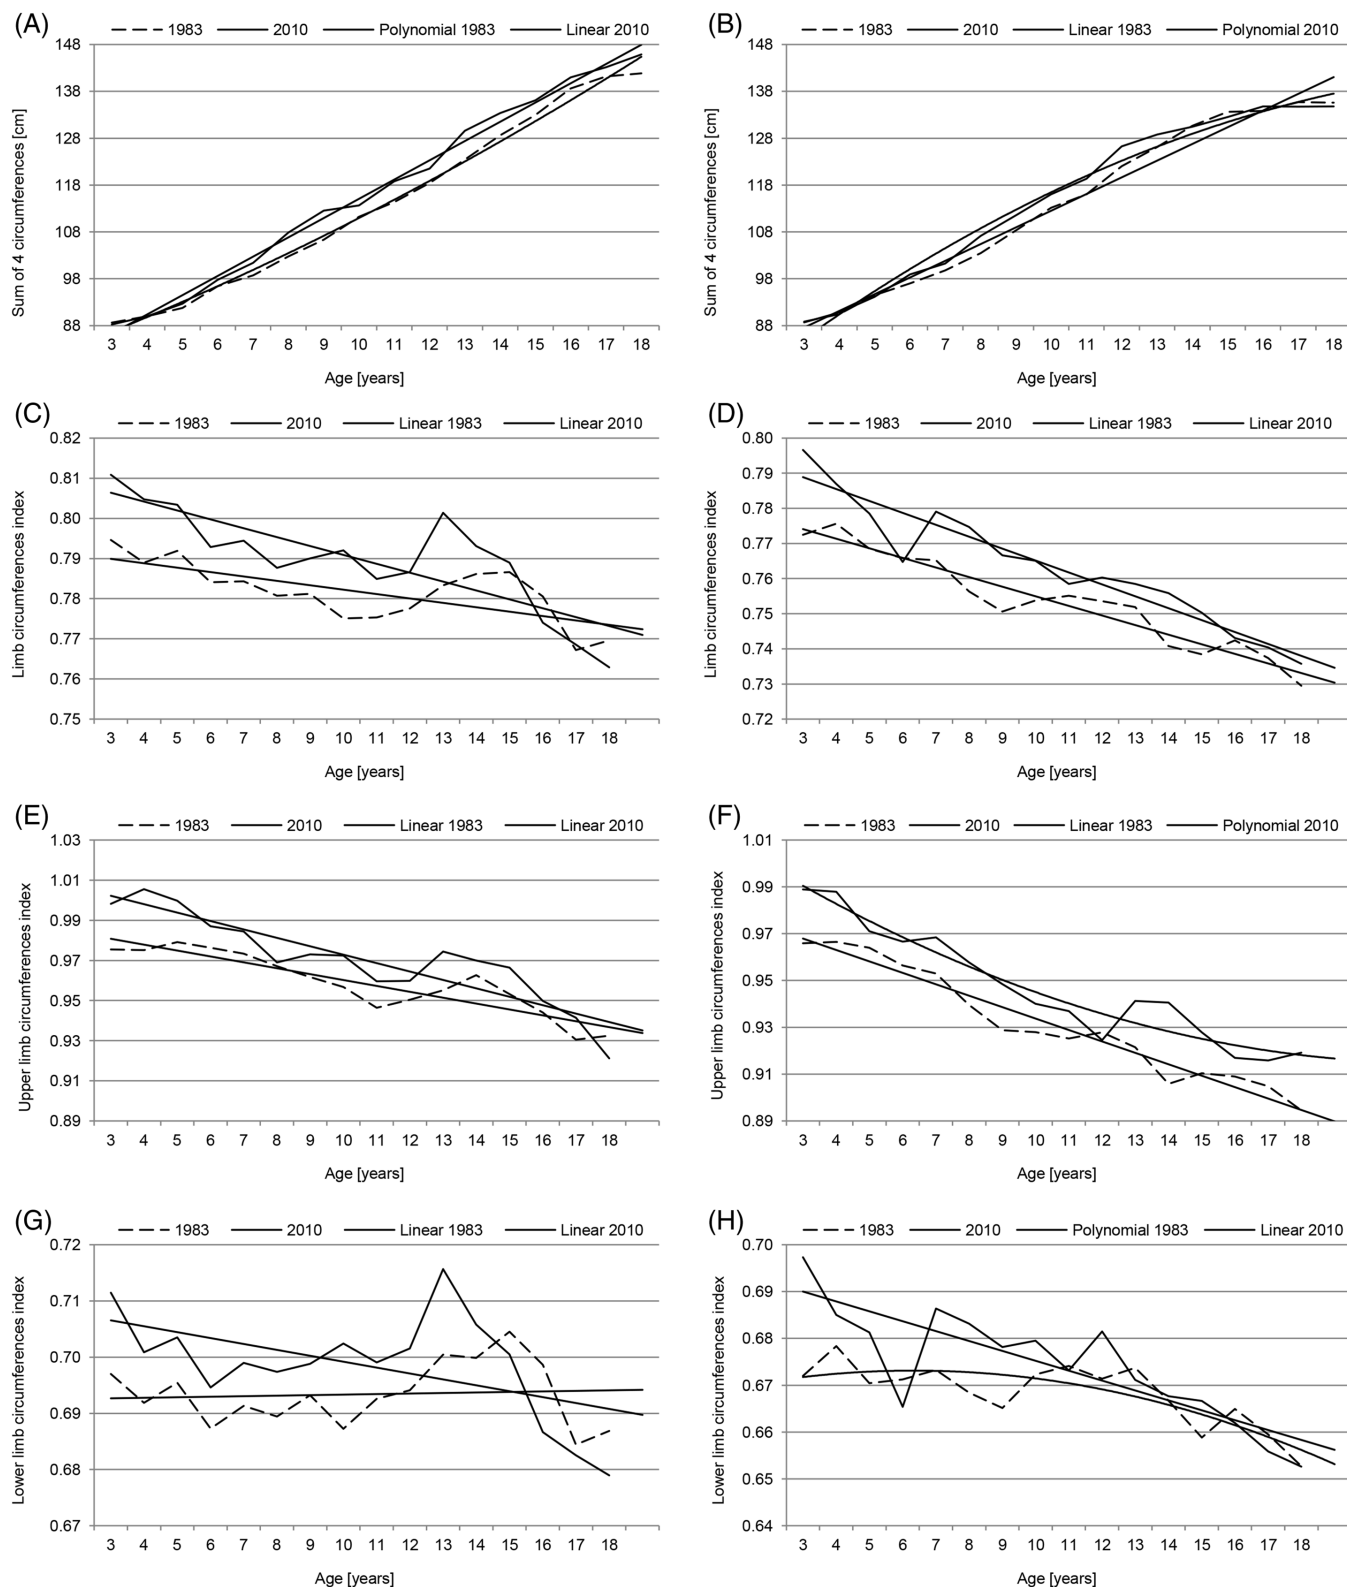 (A)
1983 2010 Polynomial 1983 Linear 2010
148
138
128
118
108
98
88
Sum of 4 circumferences [cm]
3 4 5 6 7 8 9 10 11 12 13 14 15 16 17 18
Age [years]
(B)
1983 2010 Linear 1983 Polynomial 2010
148
138
128
118
108
98
88
Sum of 4 circumferences [cm]
3 4 5 6 7 8 9 10 11 12 13 14 15 16 17 18
Age [years]
(C)
1983 2010 Linear 1983 Linear 2010
0.82
0.81
0.80
0.79
0.78
0.77
0.76
0.75
Limb circumferences index
3 4 5 6 7 8 9 10 11 12 13 14 15 16 17 18
Age [years]
(D)
1983 2010 Linear 1983 Linear 2010
0.80
0.79
0.78
0.77
0.76
0.75
0.74
0.73
0.72
Limb circumferences index
3 4 5 6 7 8 9 10 11 12 13 14 15 16 17 18
Age [years]
(E)
1983 2010 Linear 1983 Linear 2010
1.03
1.01
0.99
0.97
0.95
0.93
0.91
0.89
Upper limb circumferences index
3 4 5 6 7 8 9 10 11 12 13 14 15 16 17 18
Age [years]
(F)
1983 2010 Linear 1983 Polynomial 2010
1.01
0.99
0.97
0.95
0.93
0.91
0.89
Upper limb circumferences index
3 4 5 6 7 8 9 10 11 12 13 14 15 16 17 18
Age [years]
(G)
1983 2010 Linear 1983 Linear 2010
0.72
0.71
0.70
0.69
0.68
0.67
Lower limb circumferences index
3 4 5 6 7 8 9 10 11 12 13 14 15 16 17 18
Age [years]
(H)
1983 2010 Polynomial 1983 Linear 2010
0.70
0.69
0.68
0.67
0.66
0.65
0.64
Lower limb circumferences index
3 4 5 6 7 8 9 10 11 12 13 14 15 16 17 18
Age [years]